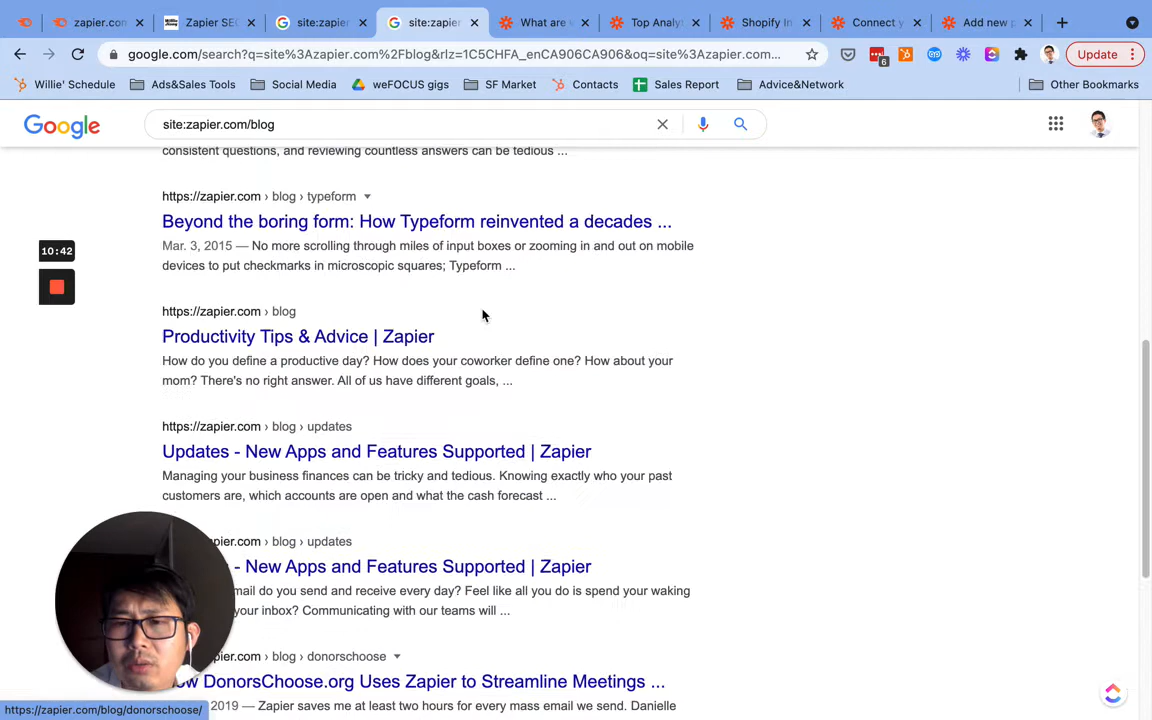 zapier.con
Zapier SEO
site:zapier
site:zapier
What are
Top Analy
Shopify In
Connect y
Add new p
google.com/search?q=site%3Azapier.com%2Fblog&rlz=1C5CHFA_enCA906CA906&oq=site%3Azapier.com...
6
Update
Willie' Schedule
Ads&Sales Tools
Social Media
weFOCUS gigs
SF Market
Contacts
Sales Report
Advice&Network
Other Bookmarks
Google
site:zapier.com/blog
consistent questions, and reviewing countless answers can be tedious ...
https://zapier.com › blog › typeform
Beyond the boring form: How Typeform reinvented a decades ...
Mar. 3, 2015 — No more scrolling through miles of input boxes or zooming in and out on mobile
devices to put checkmarks in microscopic squares; Typeform ...
10:42
https://zapier.com › blog
Productivity Tips & Advice | Zapier
How do you define a productive day? How does your coworker define one? How about your
mom? There's no right answer. All of us have different goals, ...
https://zapier.com › blog › updates
Updates - New Apps and Features Supported | Zapier
Managing your business finances can be tricky and tedious. Knowing exactly who your past
customers are, which accounts are open and what the cash forecast ...
pier.com › blog › updates
- New Apps and Features Supported | Zapier
mail do you send and receive every day? Feel like all you do is spend your waking
your inbox? Communicating with our teams will ...
pier.com › blog › donorschoose
ow DonorsChoose.org Uses Zapier to Streamline Meetings ...
2019 — Zapier saves me at least two hours for every mass email we send. Danielle
https://zapier.com/blog/donorschoose/